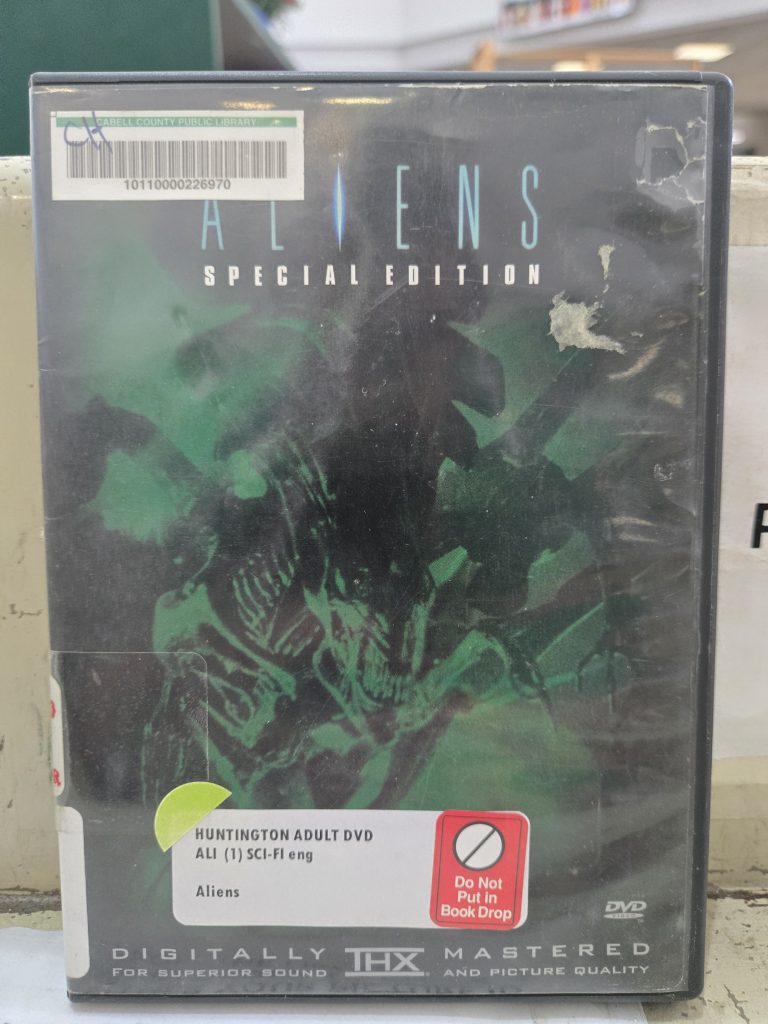 CABELL COUNTY PUBLIC LIBRARY
CH
10110000226970
ALIENS
SPECIAL EDITION
HUNTINGTON ADULT DVD
ALI (1) SCI-FI eng
Aliens
Do Not
Put in
Book Drop
DVD
VIDEO
DIGITALLY THX MASTERED
FOR SUPERIOR SOUND AND PICTURE QUALITY